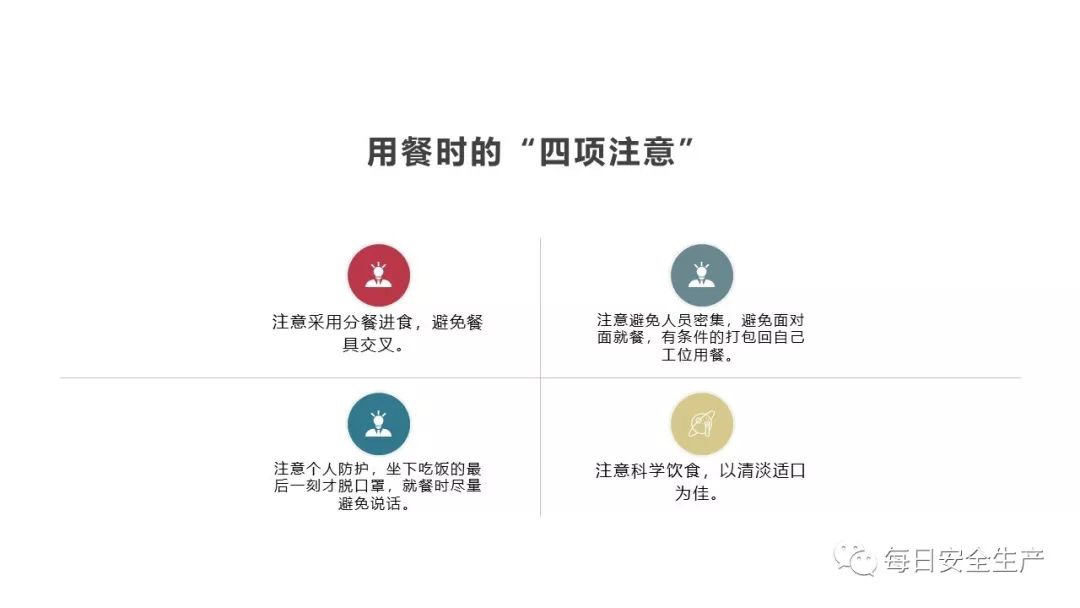 用餐时的“四项注意”
注意采用分餐进食，避免餐
具交叉。
注意避免人员密集，避免面对
面就餐，有条件的打包回自己
工位用餐。
注意个人防护，坐下吃饭的最
后一刻才脱口罩，就餐时尽量
避免说话。
注意科学饮食，以清淡适口
为佳。
每日安全生产